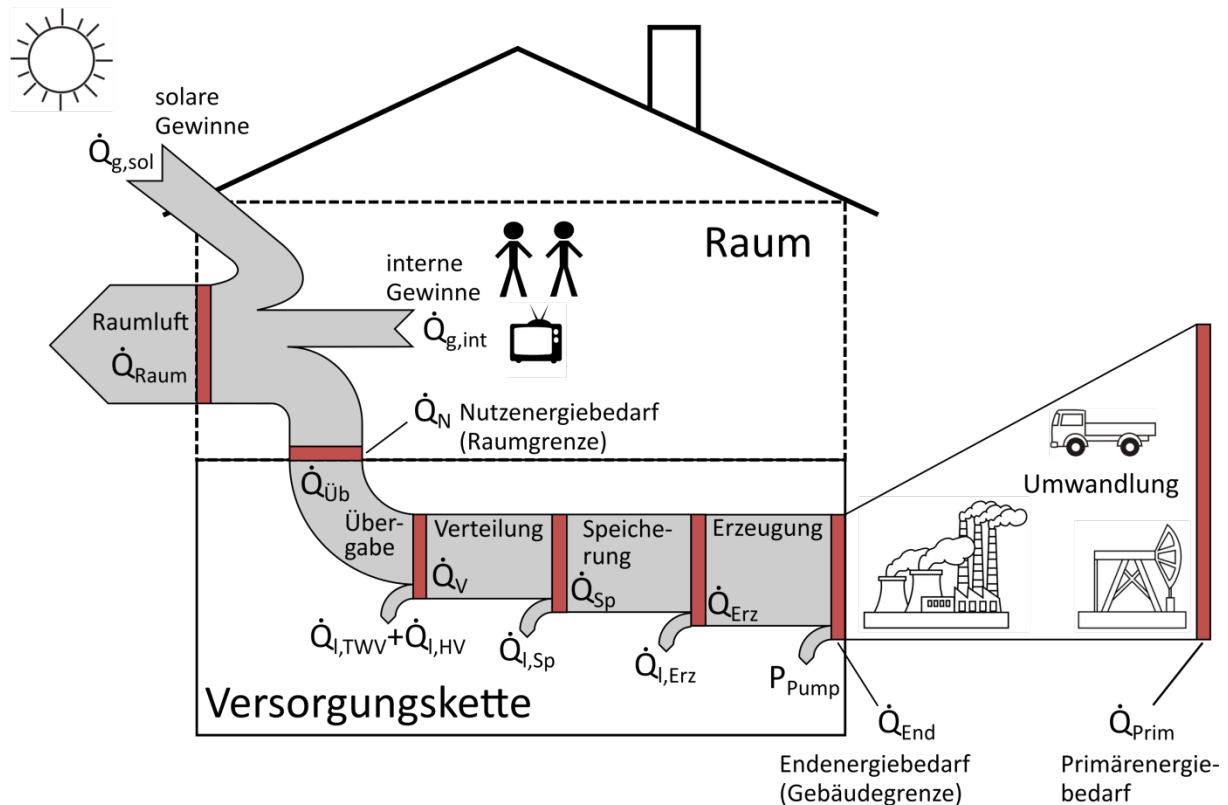 solare
Gewinne
Q̇g,sol
Raum
interne
Gewinne
Q̇g,int
Raumluft
Q̇Raum
Q̇N Nutzenergiebedarf
(Raumgrenze)
Umwandlung
Q̇Üb
Über-
gabe
Verteilung
Q̇V
Speiche-
rung
Q̇Sp
Erzeugung
Q̇Erz
Q̇l,TWV+Q̇l,HV
Q̇l,Sp
Q̇l,Erz
PPump
Versorgungskette
Q̇End
Endenergiebedarf
(Gebäudegrenze)
Q̇Prim
Primärenergie-
bedarf